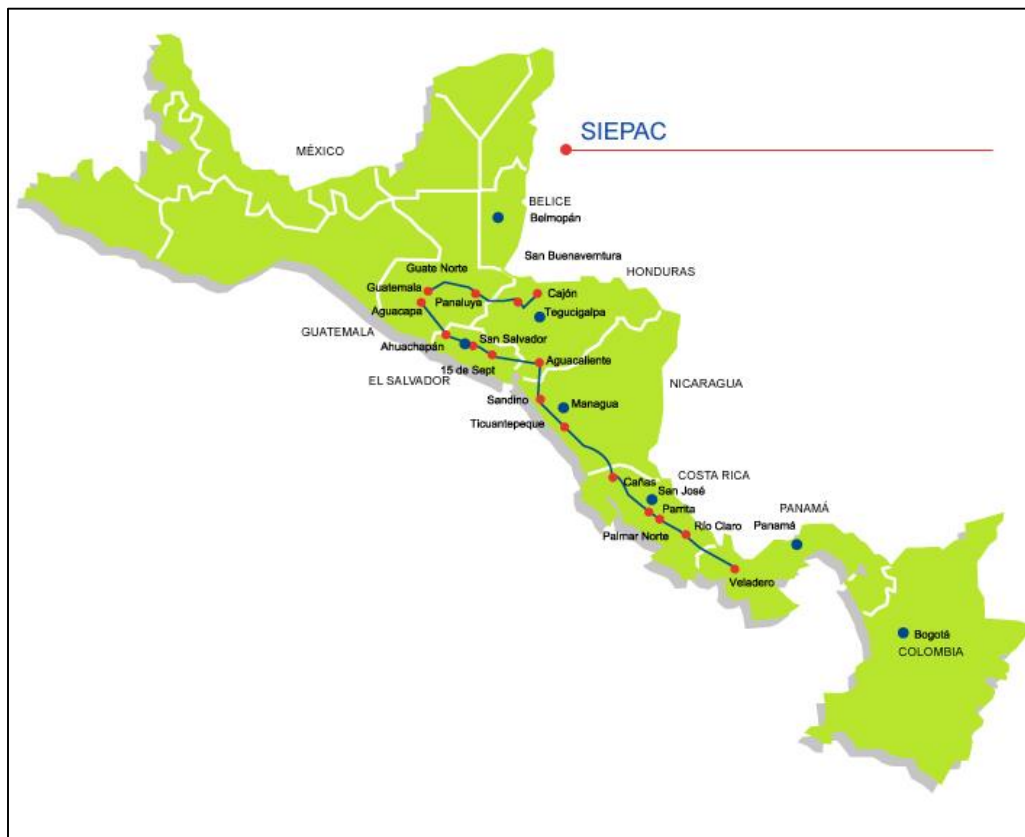 SIEPAC
MÉXICO
BELICE
Belmopán
San Buenaverntura
Guate Norte
HONDURAS
Guatemala
Panaluya
Cajón
Aguacapa
Tegucigalpa
GUATEMALA
San Salvador
Ahuachapán
Aguacaliente
15 de Sept
EL SALVADOR
NICARAGUA
Sandino
Managua
Ticuantepeque
COSTA RICA
Cañas
San José
Parrita
PANAMÁ
Río Claro
Panamá
Palmar Norte
Veladero
Bogotá
COLOMBIA